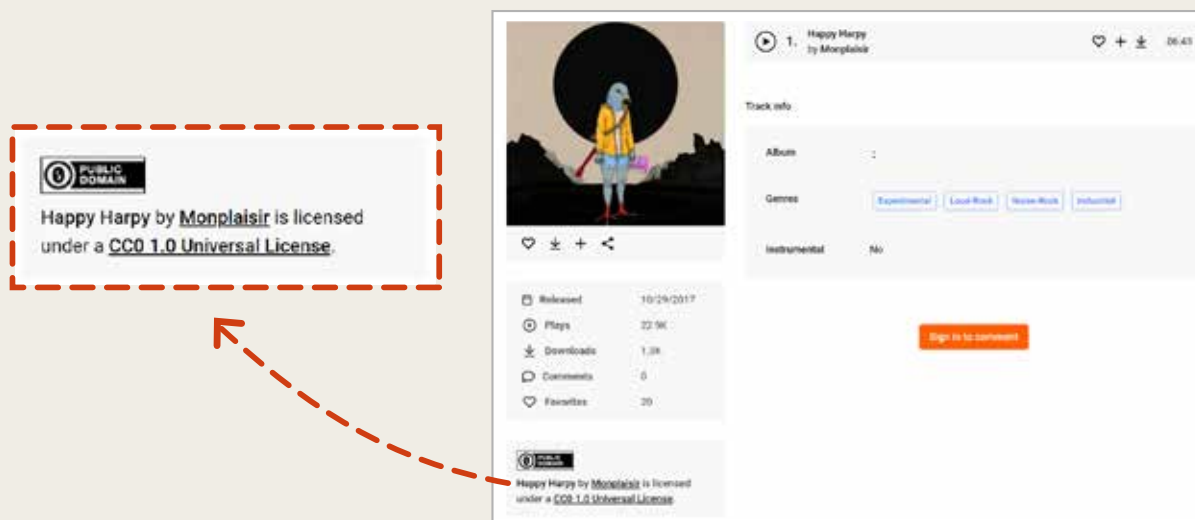 PUBLIC
DOMAIN
Happy Harpy by Monplaisir is licensed
under a CC0 1.0 Universal License.
1. Happy Harpy
by Monplaisir
06:43
Track info
Album :
Genres Experimental Loud-Rock Noise-Rock Industrial
Instrumental No
Released 10/29/2017
Plays 22.9K
Downloads
Comments 0
Favorites 20
Sign in to comment
PUBLIC
DOMAIN
Happy Harpy by Monplaisir is licensed
under a CC0 1.0 Universal License.